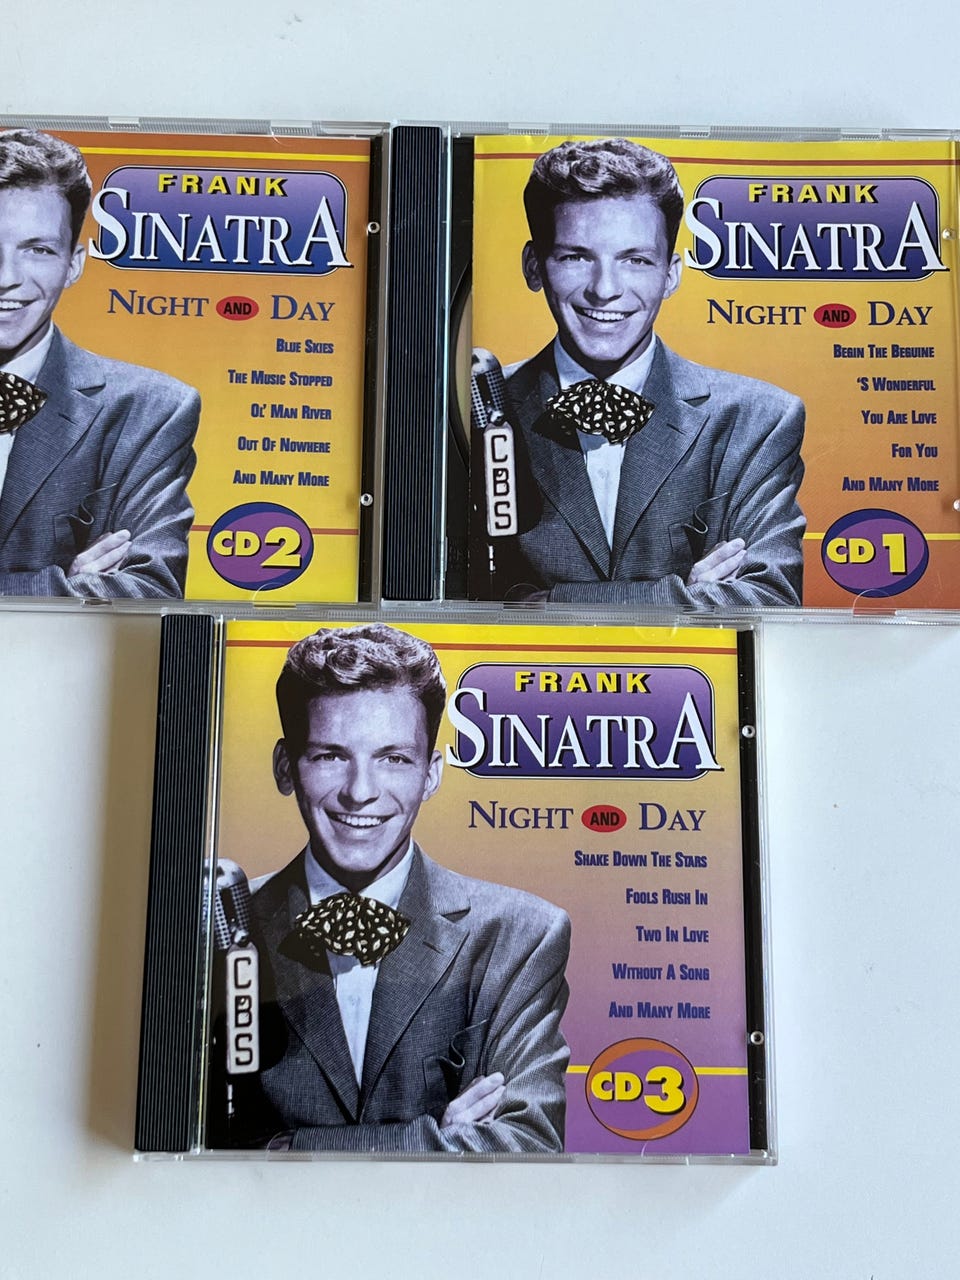 FRANK
SINATRA
NIGHT AND DAY
BLUE SKIES
THE MUSIC STOPPED
OL' MAN RIVER
OUT OF NOWHERE
AND MANY MORE
CD 2
FRANK
SINATRA
NIGHT AND DAY
BEGIN THE BEGUINE
'S WONDERFUL
YOU ARE LOVE
FOR YOU
AND MANY MORE
CD 1
CBS
FRANK
SINATRA
NIGHT AND DAY
SHAKE DOWN THE STARS
FOOLS RUSH IN
TWO IN LOVE
WITHOUT A SONG
AND MANY MORE
CD 3
CBS